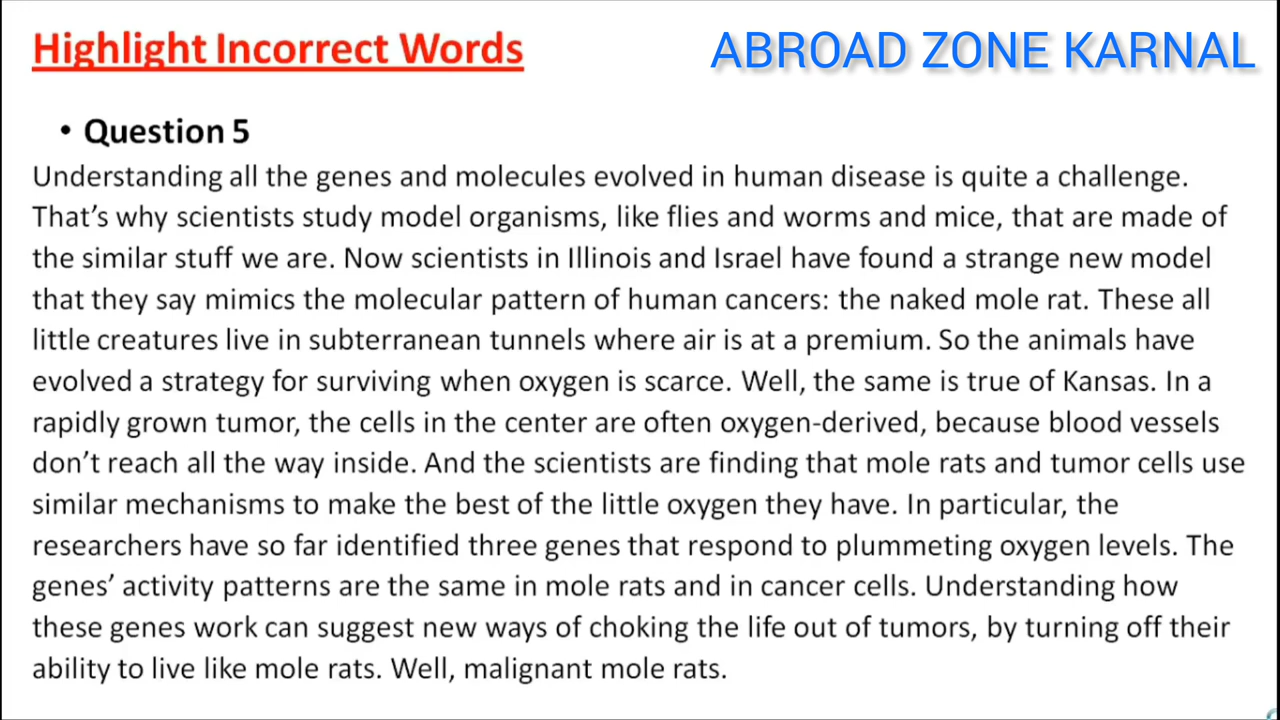 Highlight Incorrect Words
ABROAD ZONE KARNAL
• Question 5
Understanding all the genes and molecules evolved in human disease is quite a challenge.
That’s why scientists study model organisms, like flies and worms and mice, that are made of
the similar stuff we are. Now scientists in Illinois and Israel have found a strange new model
that they say mimics the molecular pattern of human cancers: the naked mole rat. These all
little creatures live in subterranean tunnels where air is at a premium. So the animals have
evolved a strategy for surviving when oxygen is scarce. Well, the same is true of Kansas. In a
rapidly grown tumor, the cells in the center are often oxygen-derived, because blood vessels
don’t reach all the way inside. And the scientists are finding that mole rats and tumor cells use
similar mechanisms to make the best of the little oxygen they have. In particular, the
researchers have so far identified three genes that respond to plummeting oxygen levels. The
genes’ activity patterns are the same in mole rats and in cancer cells. Understanding how
these genes work can suggest new ways of choking the life out of tumors, by turning off their
ability to live like mole rats. Well, malignant mole rats.